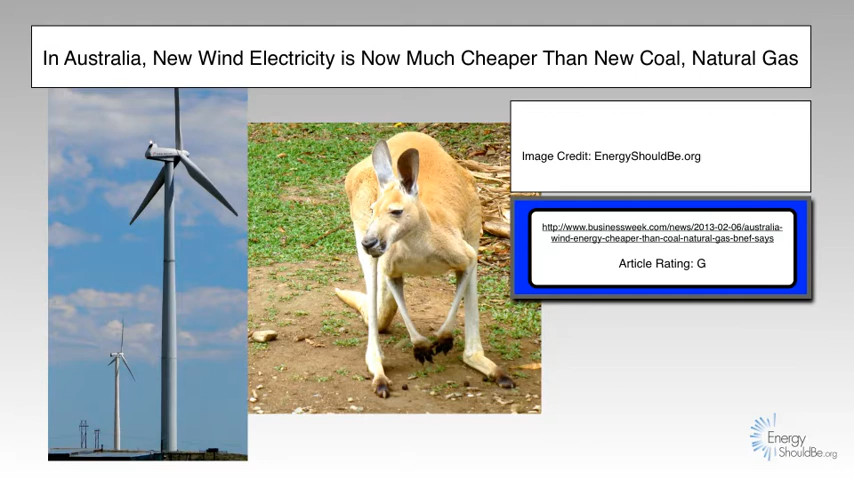 In Australia, New Wind Electricity is Now Much Cheaper Than New Coal, Natural Gas
Image Credit: EnergyShouldBe.org
http://www.businessweek.com/news/2013-02-06/australia-
wind-energy-cheaper-than-coal-natural-gas-bnef-says
Article Rating: G
Energy
ShouldBe.org